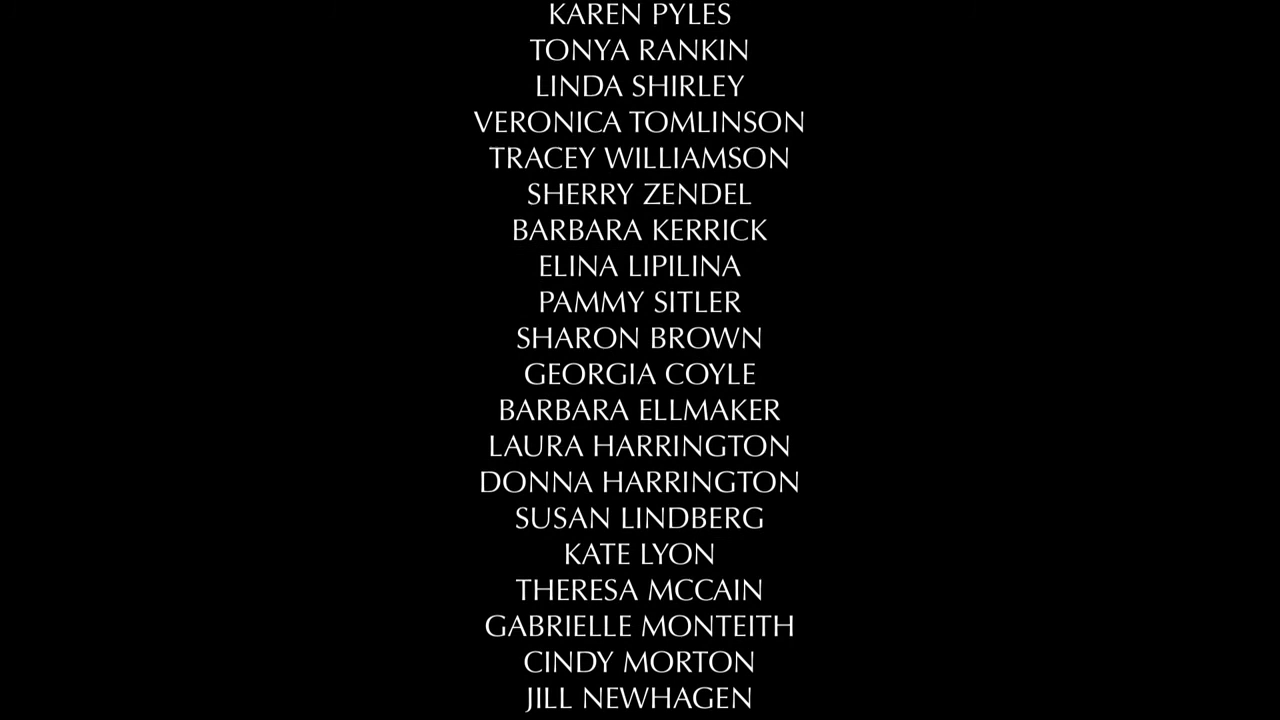 KAREN PYLES
TONYA RANKIN
LINDA SHIRLEY
VERONICA TOMLINSON
TRACEY WILLIAMSON
SHERRY ZENDEL
BARBARA KERRICK
ELINA LIPILINA
PAMMY SITLER
SHARON BROWN
GEORGIA COYLE
BARBARA ELLMAKER
LAURA HARRINGTON
DONNA HARRINGTON
SUSAN LINDBERG
KATE LYON
THERESA MCCAIN
GABRIELLE MONTEITH
CINDY MORTON
JILL NEWHAGEN